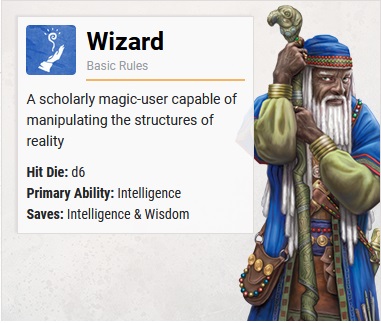 Wizard
Basic Rules
A scholarly magic-user capable of
manipulating the structures of
reality
Hit Die: d6
Primary Ability: Intelligence
Saves: Intelligence & Wisdom